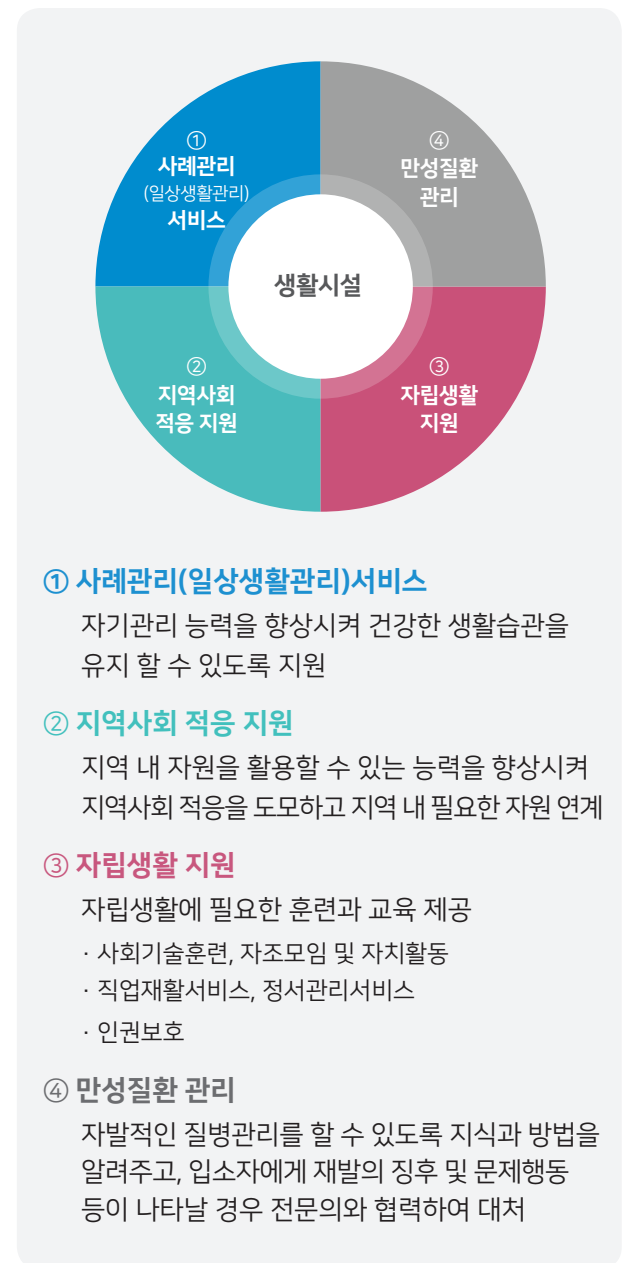 ①
사례관리
(일상생활관리)
서비스
④
만성질환
관리
생활시설
②
지역사회
적응 지원
③
자립생활
지원
① 사례관리(일상생활관리)서비스
자기관리 능력을 향상시켜 건강한 생활습관을
유지 할 수 있도록 지원
② 지역사회 적응 지원
지역 내 자원을 활용할 수 있는 능력을 향상시켜
지역사회 적응을 도모하고 지역 내 필요한 자원 연계
③ 자립생활 지원
자립생활에 필요한 훈련과 교육 제공
· 사회기술훈련, 자조모임 및 자치활동
· 직업재활서비스, 정서관리서비스
· 인권보호
④ 만성질환 관리
자발적인 질병관리를 할 수 있도록 지식과 방법을
알려주고, 입소자에게 재발의 징후 및 문제행동
등이 나타날 경우 전문의와 협력하여 대처